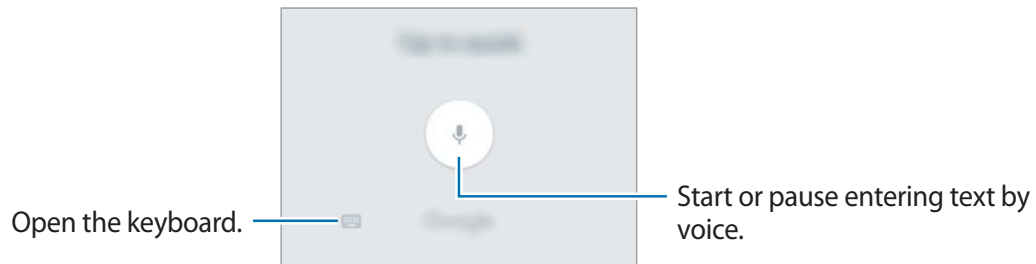 Open the keyboard.
Start or pause entering text by
voice.